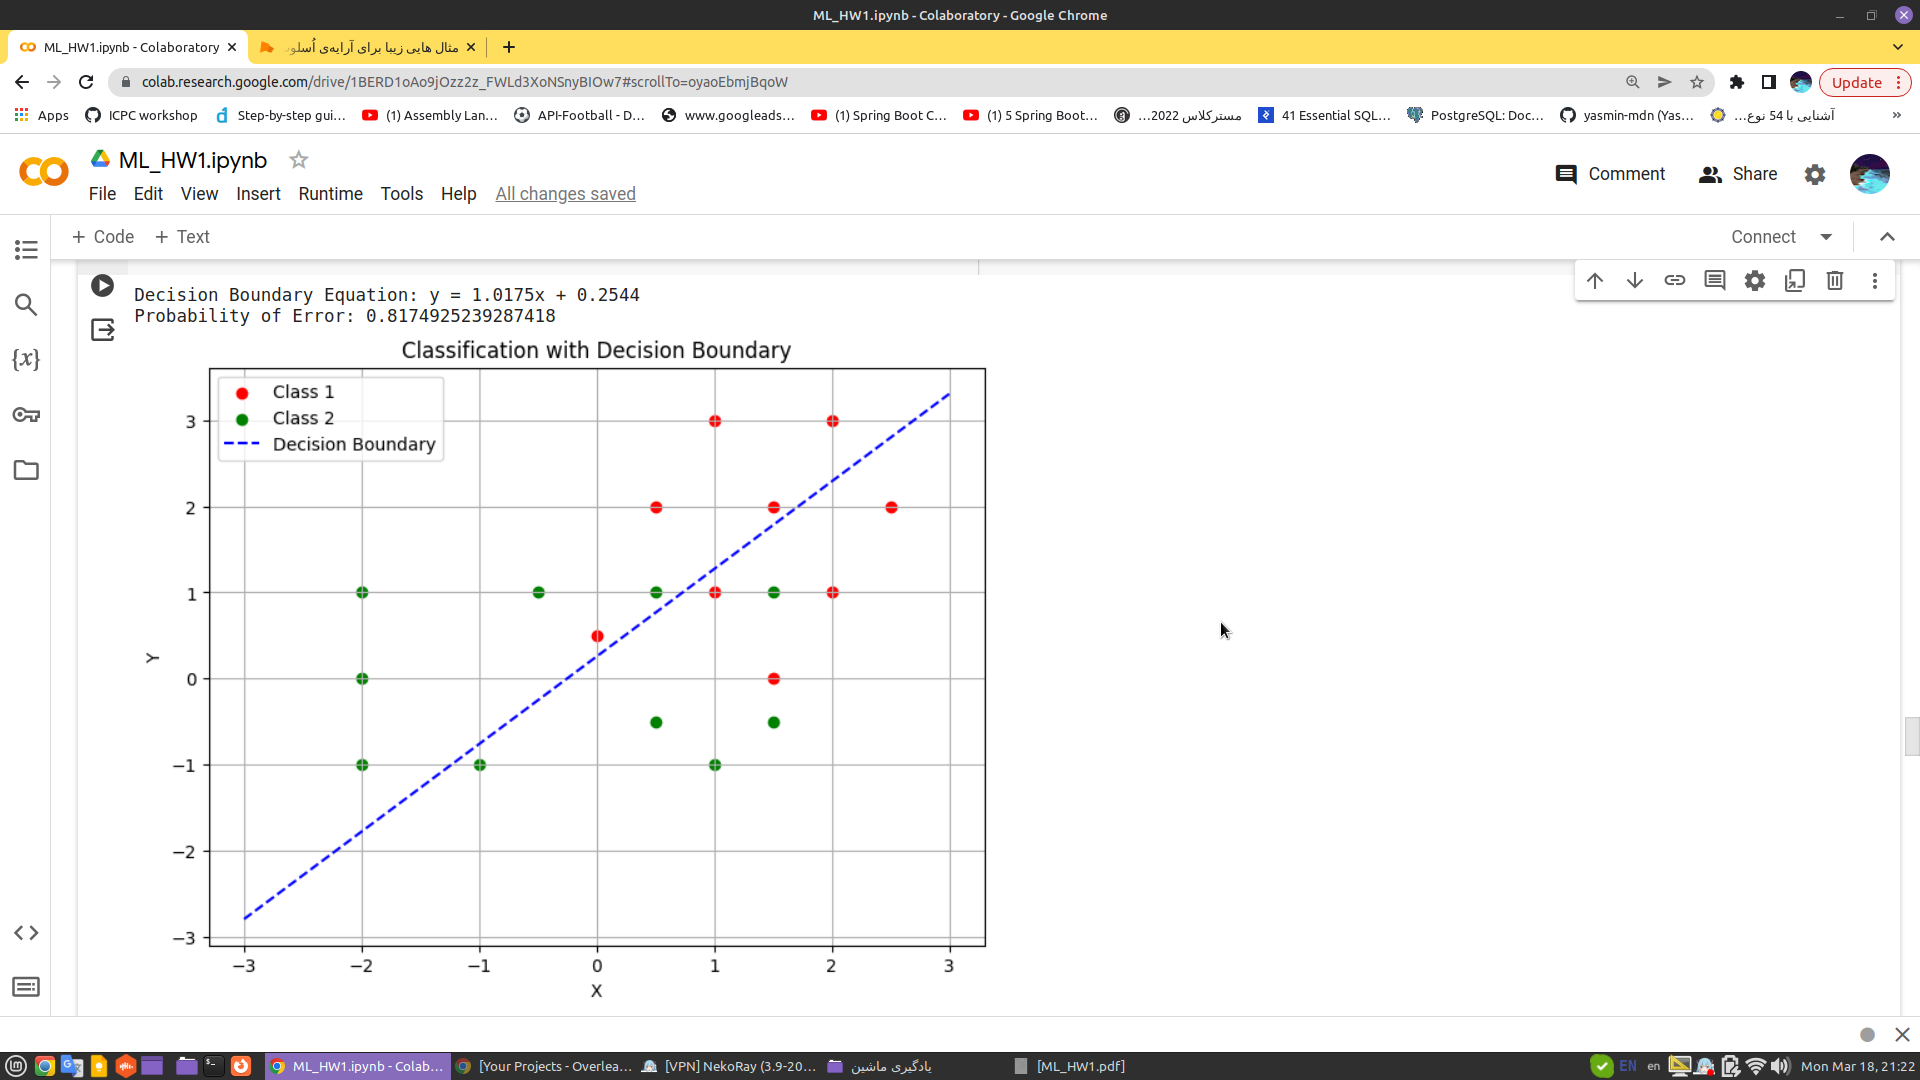 ML_HW1.ipynb - Colaboratory - Google Chrome
ML_HW1.ipynb - Colaboratory
مثال هایی زیبا برای آرایه‌ی اُسلوب
colab.research.google.com/drive/1BERD1oAo9jOzz2z_FWLd3XoNSnyBIOw7#scrollTo=oyaoEbmjBqoW
Update
Apps ICPC workshop Step-by-step gui... (1) Assembly Lan... API-Football - D... www.googleads... (1) Spring Boot C... (1) 5 Spring Boot... مسترکلاس 2022... 41 Essential SQL... PostgreSQL: Doc... yasmin-mdn (Yas... آشنایی با 54 نوع... »
ML_HW1.ipynb
Comment Share
File Edit View Insert Runtime Tools Help All changes saved
+ Code + Text
Connect
{x}
Decision Boundary Equation: y = 1.0175x + 0.2544
Probability of Error: 0.8174925239287418
Classification with Decision Boundary
Class 1
Class 2
Decision Boundary
3
2
1
0
−1
−2
−3
Y
−3 −2 −1 0 1 2 3
X
ML_HW1.ipynb - Colab... [Your Projects - Overlea... [VPN] NekoRay (3.9-20... یادگیری ماشین [ML_HW1.pdf]
EN en Mon Mar 18, 21:22